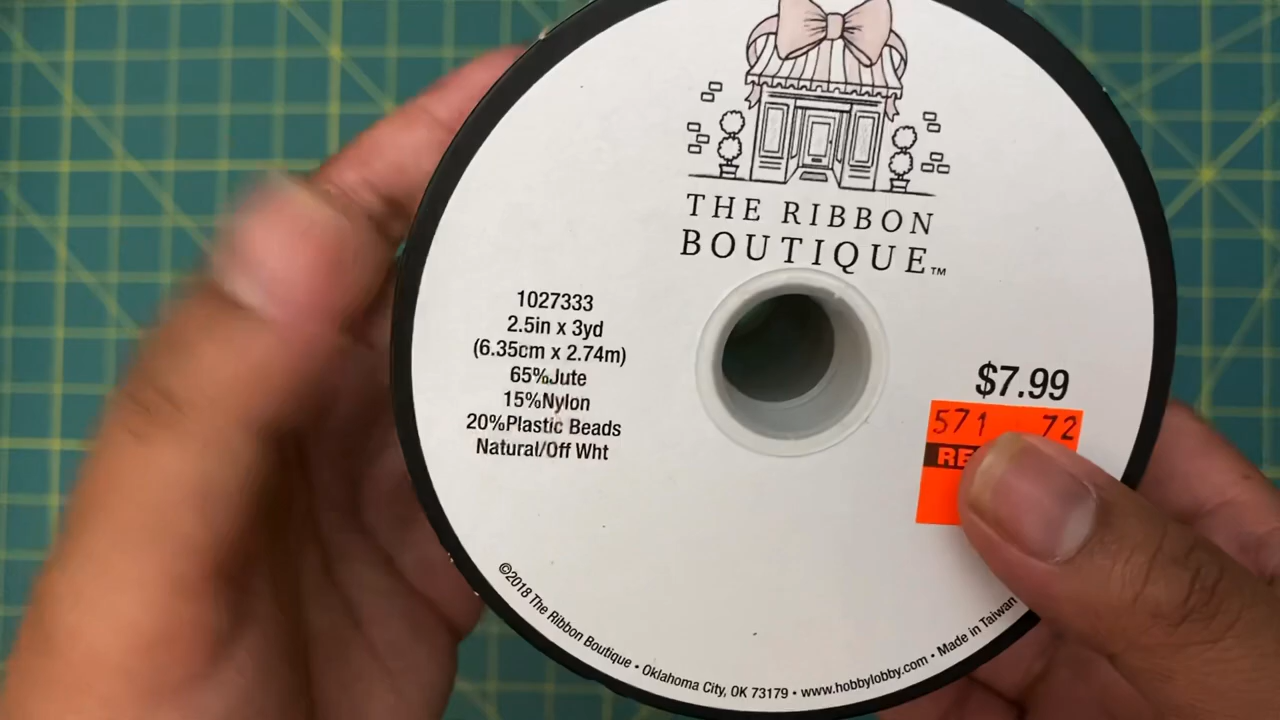 THE RIBBON
BOUTIQUE™
1027333
2.5in x 3yd
(6.35cm x 2.74m)
65%Jute
15%Nylon
20%Plastic Beads
Natural/Off Wht
$7.99
571 72
RE
©2018 The Ribbon Boutique • Oklahoma City, OK 73179 • www.hobbylobby.com • Made in Taiwan